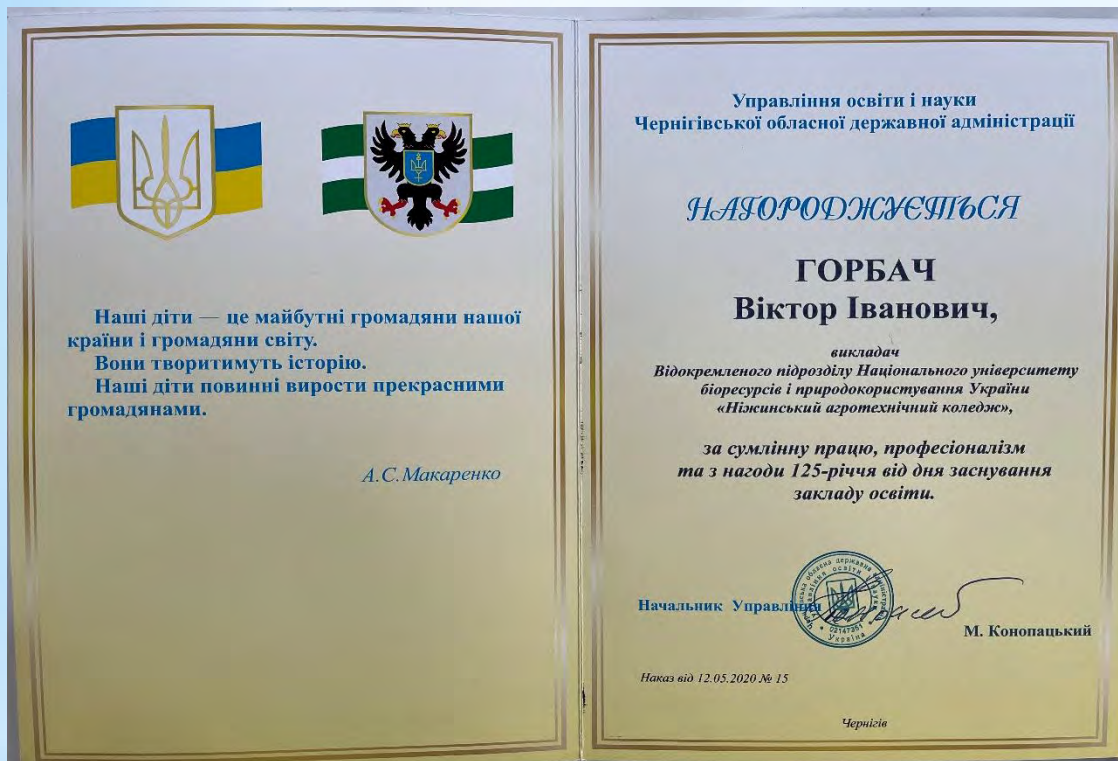 Наші діти — це майбутні громадяни нашої
країни і громадяни світу.
Вони творитимуть історію.
Наші діти повинні вирости прекрасними
громадянами.
А.С.Макаренко
Управління освіти і науки
Чернігівської обласної державної адміністрації
НАГОРОДЖУЄТЬСЯ
ГОРБАЧ
Віктор Іванович,
викладач
Відокремленого підрозділу Національного університету
біоресурсів і природокористування України
«Ніжинський агротехнічний коледж»,
за сумлінну працю, професіоналізм
та з нагоди 125-річчя від дня заснування
закладу освіти.
Начальник Управління
М. Конопацький
Наказ від 12.05.2020 № 15
Чернігів